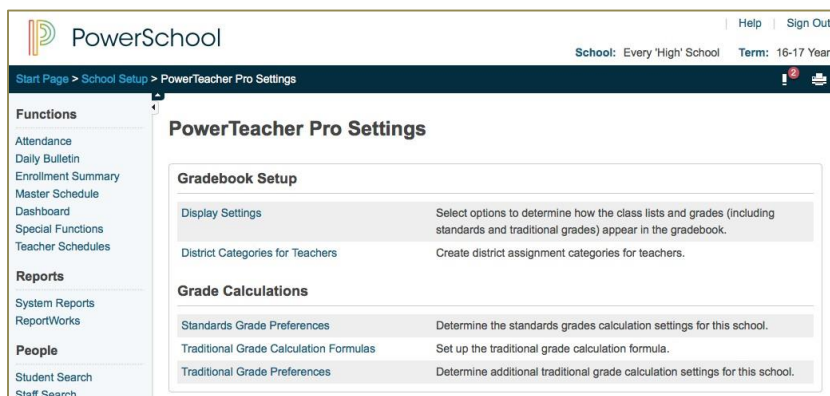 PowerSchool
Help Sign Out
School: Every 'High' School Term: 16-17 Year
Start Page > School Setup > PowerTeacher Pro Settings
2
Functions
Attendance
Daily Bulletin
Enrollment Summary
Master Schedule
Dashboard
Special Functions
Teacher Schedules
Reports
System Reports
ReportWorks
People
Student Search
Staff Search
PowerTeacher Pro Settings
Gradebook Setup
Display Settings Select options to determine how the class lists and grades (including
standards and traditional grades) appear in the gradebook.
District Categories for Teachers Create district assignment categories for teachers.
Grade Calculations
Standards Grade Preferences Determine the standards grades calculation settings for this school.
Traditional Grade Calculation Formulas Set up the traditional grade calculation formula.
Traditional Grade Preferences Determine additional traditional grade calculation settings for this school.